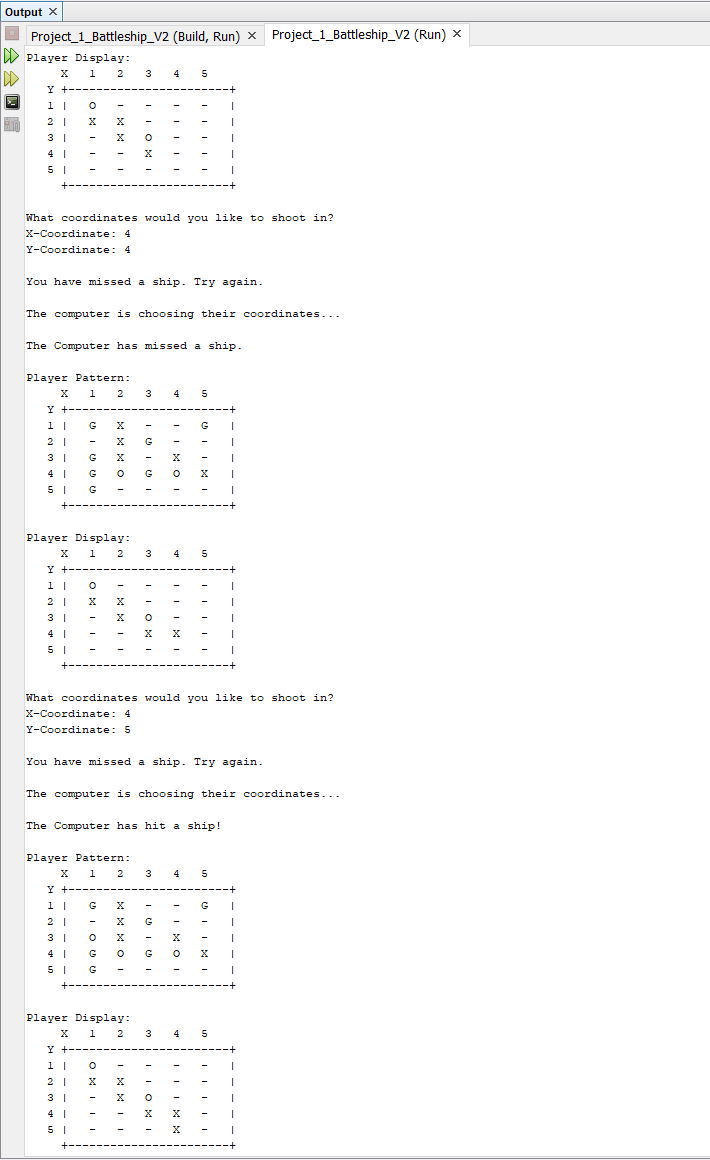 Output ×
Project_1_Battleship_V2 (Build, Run) × Project_1_Battleship_V2 (Run) ×
Player Display:
     X   1   2   3   4   5
   Y +-----------------------+
   1 |   O   -   -   -   -   |
   2 |   X   X   -   -   -   |
   3 |   -   X   O   -   -   |
   4 |   -   -   X   -   -   |
   5 |   -   -   -   -   -   |
     +-----------------------+

What coordinates would you like to shoot in?
X-Coordinate: 4
Y-Coordinate: 4

You have missed a ship. Try again.

The computer is choosing their coordinates...

The Computer has missed a ship.

Player Pattern:
     X   1   2   3   4   5
   Y +-----------------------+
   1 |   G   X   -   -   G   |
   2 |   -   X   G   -   -   |
   3 |   G   X   -   X   -   |
   4 |   G   O   G   O   X   |
   5 |   G   -   -   -   -   |
     +-----------------------+

Player Display:
     X   1   2   3   4   5
   Y +-----------------------+
   1 |   O   -   -   -   -   |
   2 |   X   X   -   -   -   |
   3 |   -   X   O   -   -   |
   4 |   -   -   X   X   -   |
   5 |   -   -   -   -   -   |
     +-----------------------+

What coordinates would you like to shoot in?
X-Coordinate: 4
Y-Coordinate: 5

You have missed a ship. Try again.

The computer is choosing their coordinates...

The Computer has hit a ship!

Player Pattern:
     X   1   2   3   4   5
   Y +-----------------------+
   1 |   G   X   -   -   G   |
   2 |   -   X   G   -   -   |
   3 |   O   X   -   X   -   |
   4 |   G   O   G   O   X   |
   5 |   G   -   -   -   -   |
     +-----------------------+

Player Display:
     X   1   2   3   4   5
   Y +-----------------------+
   1 |   O   -   -   -   -   |
   2 |   X   X   -   -   -   |
   3 |   -   X   O   -   -   |
   4 |   -   -   X   X   -   |
   5 |   -   -   -   X   -   |
     +-----------------------+